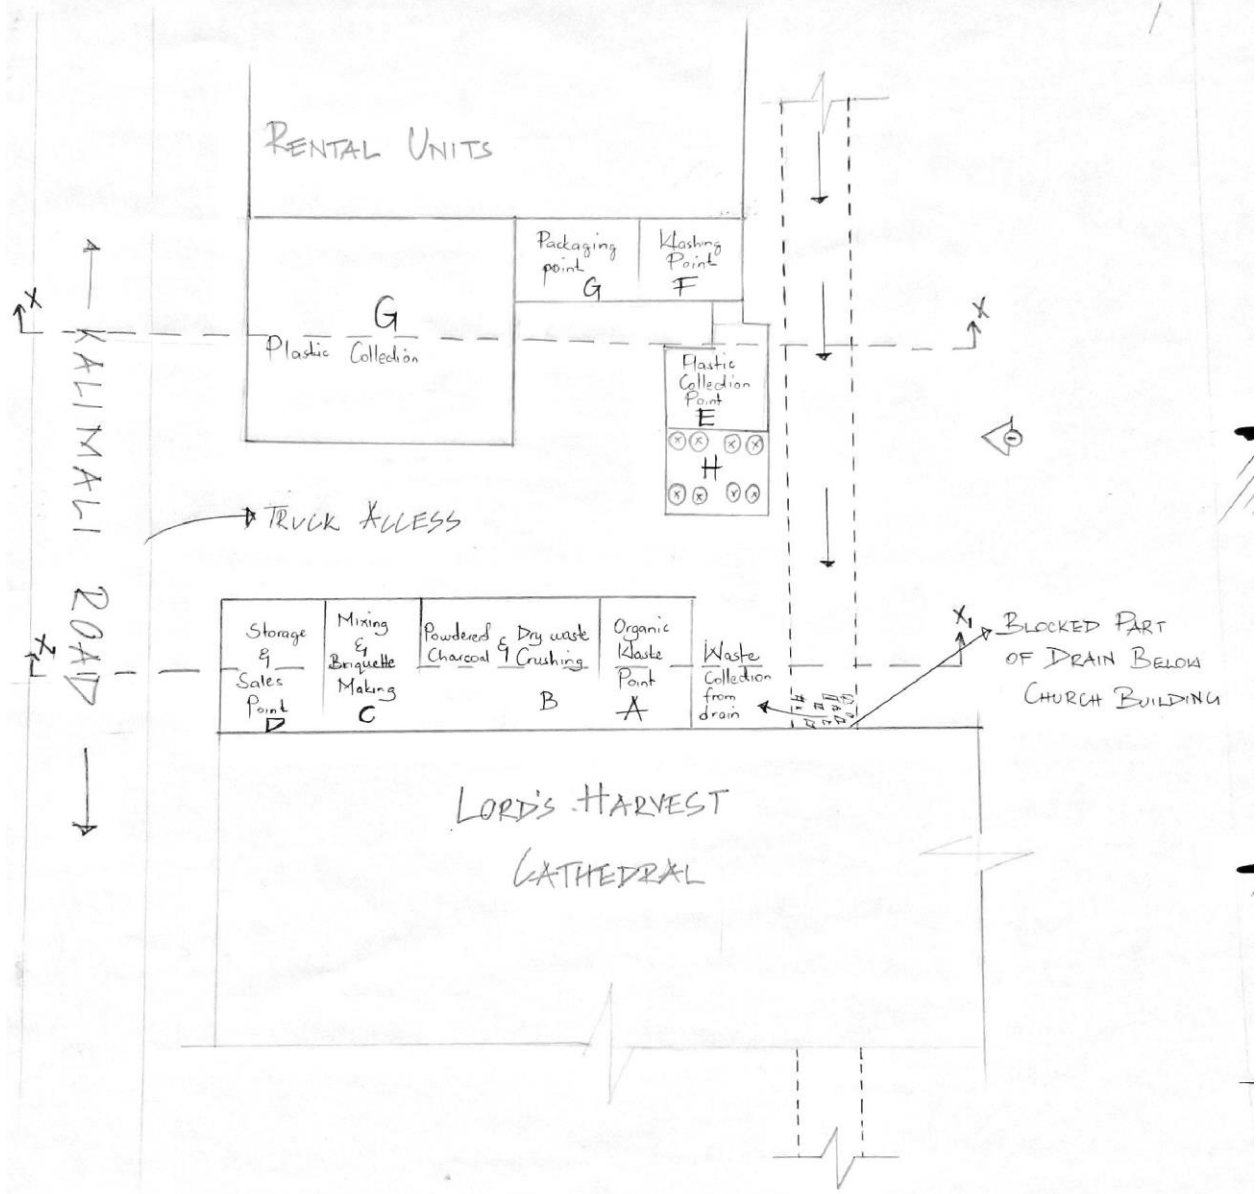 RENTAL UNITS
Packaging
point
G
Washing
Point
F
X
X
G
Plastic Collection
Plastic
Collection
Point
E
H
1
KALIMALI ROAD
TRUCK ACCESS
X
X1
Storage
&
Sales
Point
D
Mixing
&
Briquette
Making
C
Powdered
Charcoal
&
Dry waste
Crushing
B
Organic
Waste
Point
A
Waste
Collection
from
drain
BLOCKED PART
OF DRAIN BELOW
CHURCH BUILDING
LORD'S HARVEST
CATHEDRAL